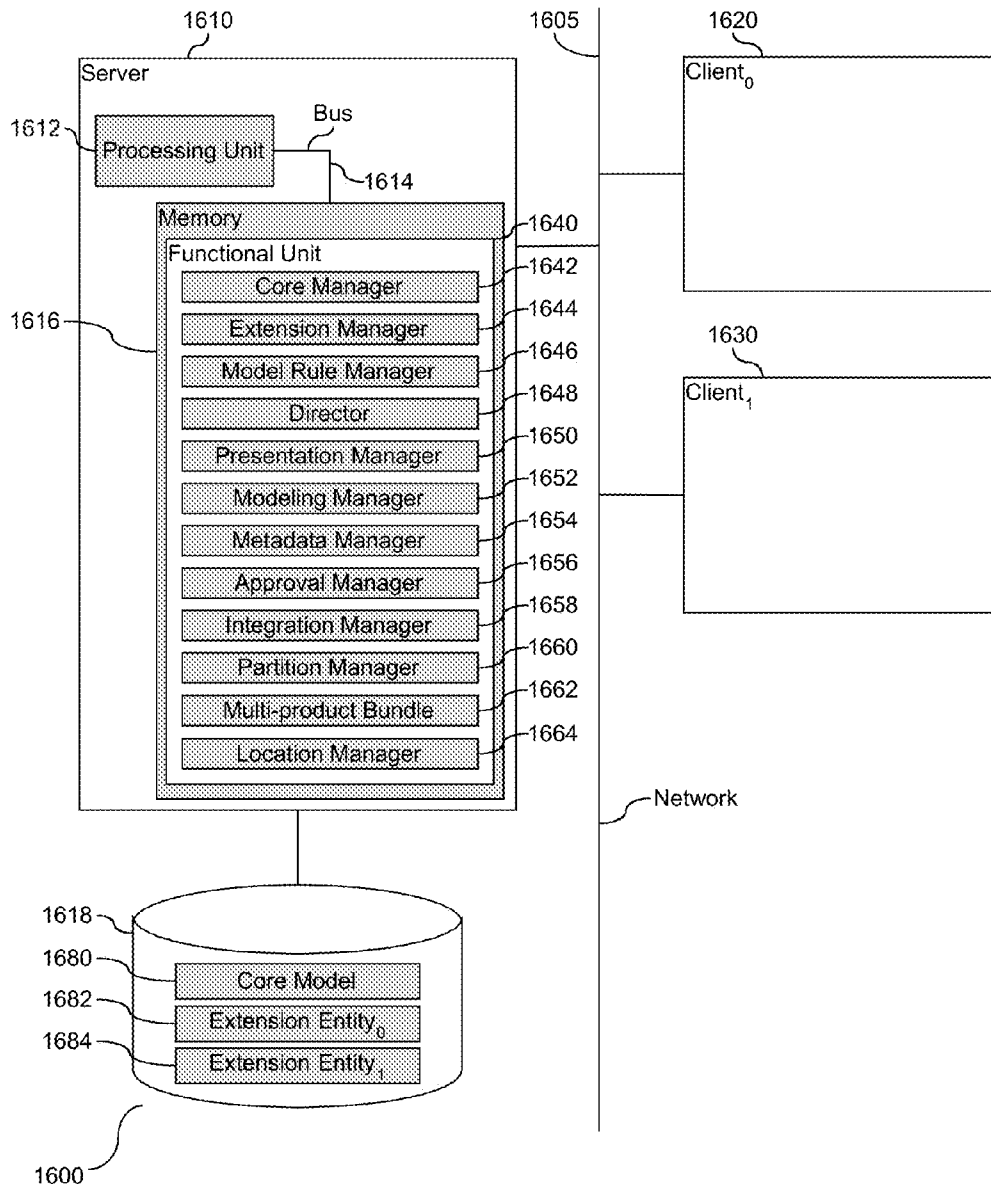 1610
1605
1620
Server
Client0
1612
Processing Unit
Bus
1614
Memory
1640
Functional Unit
Core Manager
1642
1616
Extension Manager
1644
Model Rule Manager
1646
1630
Director
1648
Client1
Presentation Manager
1650
Modeling Manager
1652
Metadata Manager
1654
Approval Manager
1656
Integration Manager
1658
Partition Manager
1660
Multi-product Bundle
1662
Location Manager
1664
Network
1618
1680
Core Model
1682
Extension Entity0
1684
Extension Entity1
1600